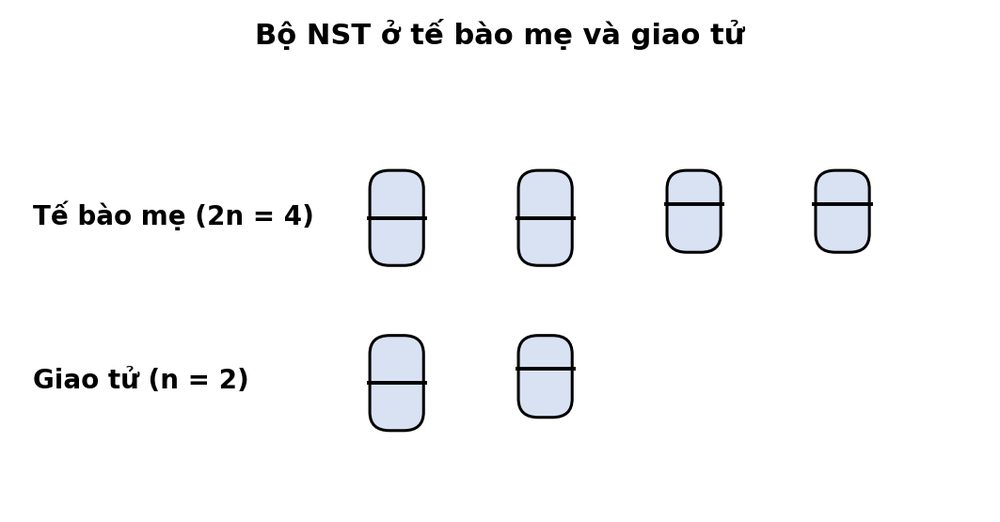 Bộ NST ở tế bào mẹ và giao tử
Tế bào mẹ (2n = 4)
Giao tử (n = 2)